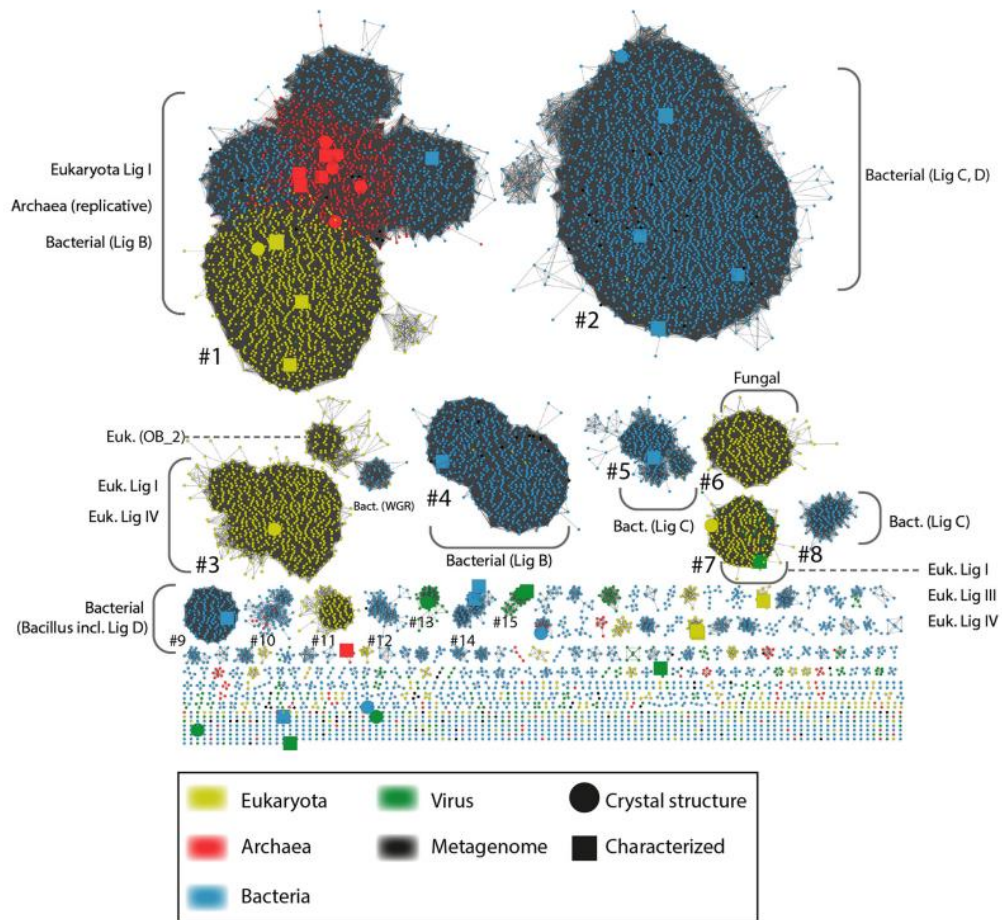 Eukaryota Lig I
Archaea (replicative)
Bacterial (Lig B)
#1
Bacterial (Lig C, D)
#2
Euk. (OB_2)
Euk. Lig I
Euk. Lig IV
#3
Bact. (WGR)
#4
Bacterial (Lig B)
#5
Bact. (Lig C)
Fungal
#6
#7
#8
Bact. (Lig C)
Euk. Lig I
Euk. Lig III
Euk. Lig IV
Bacterial
(Bacillus incl. Lig D)
#9
#10
#11
#12
#13
#14
#15
Eukaryota
Virus
Crystal structure
Archaea
Metagenome
Characterized
Bacteria